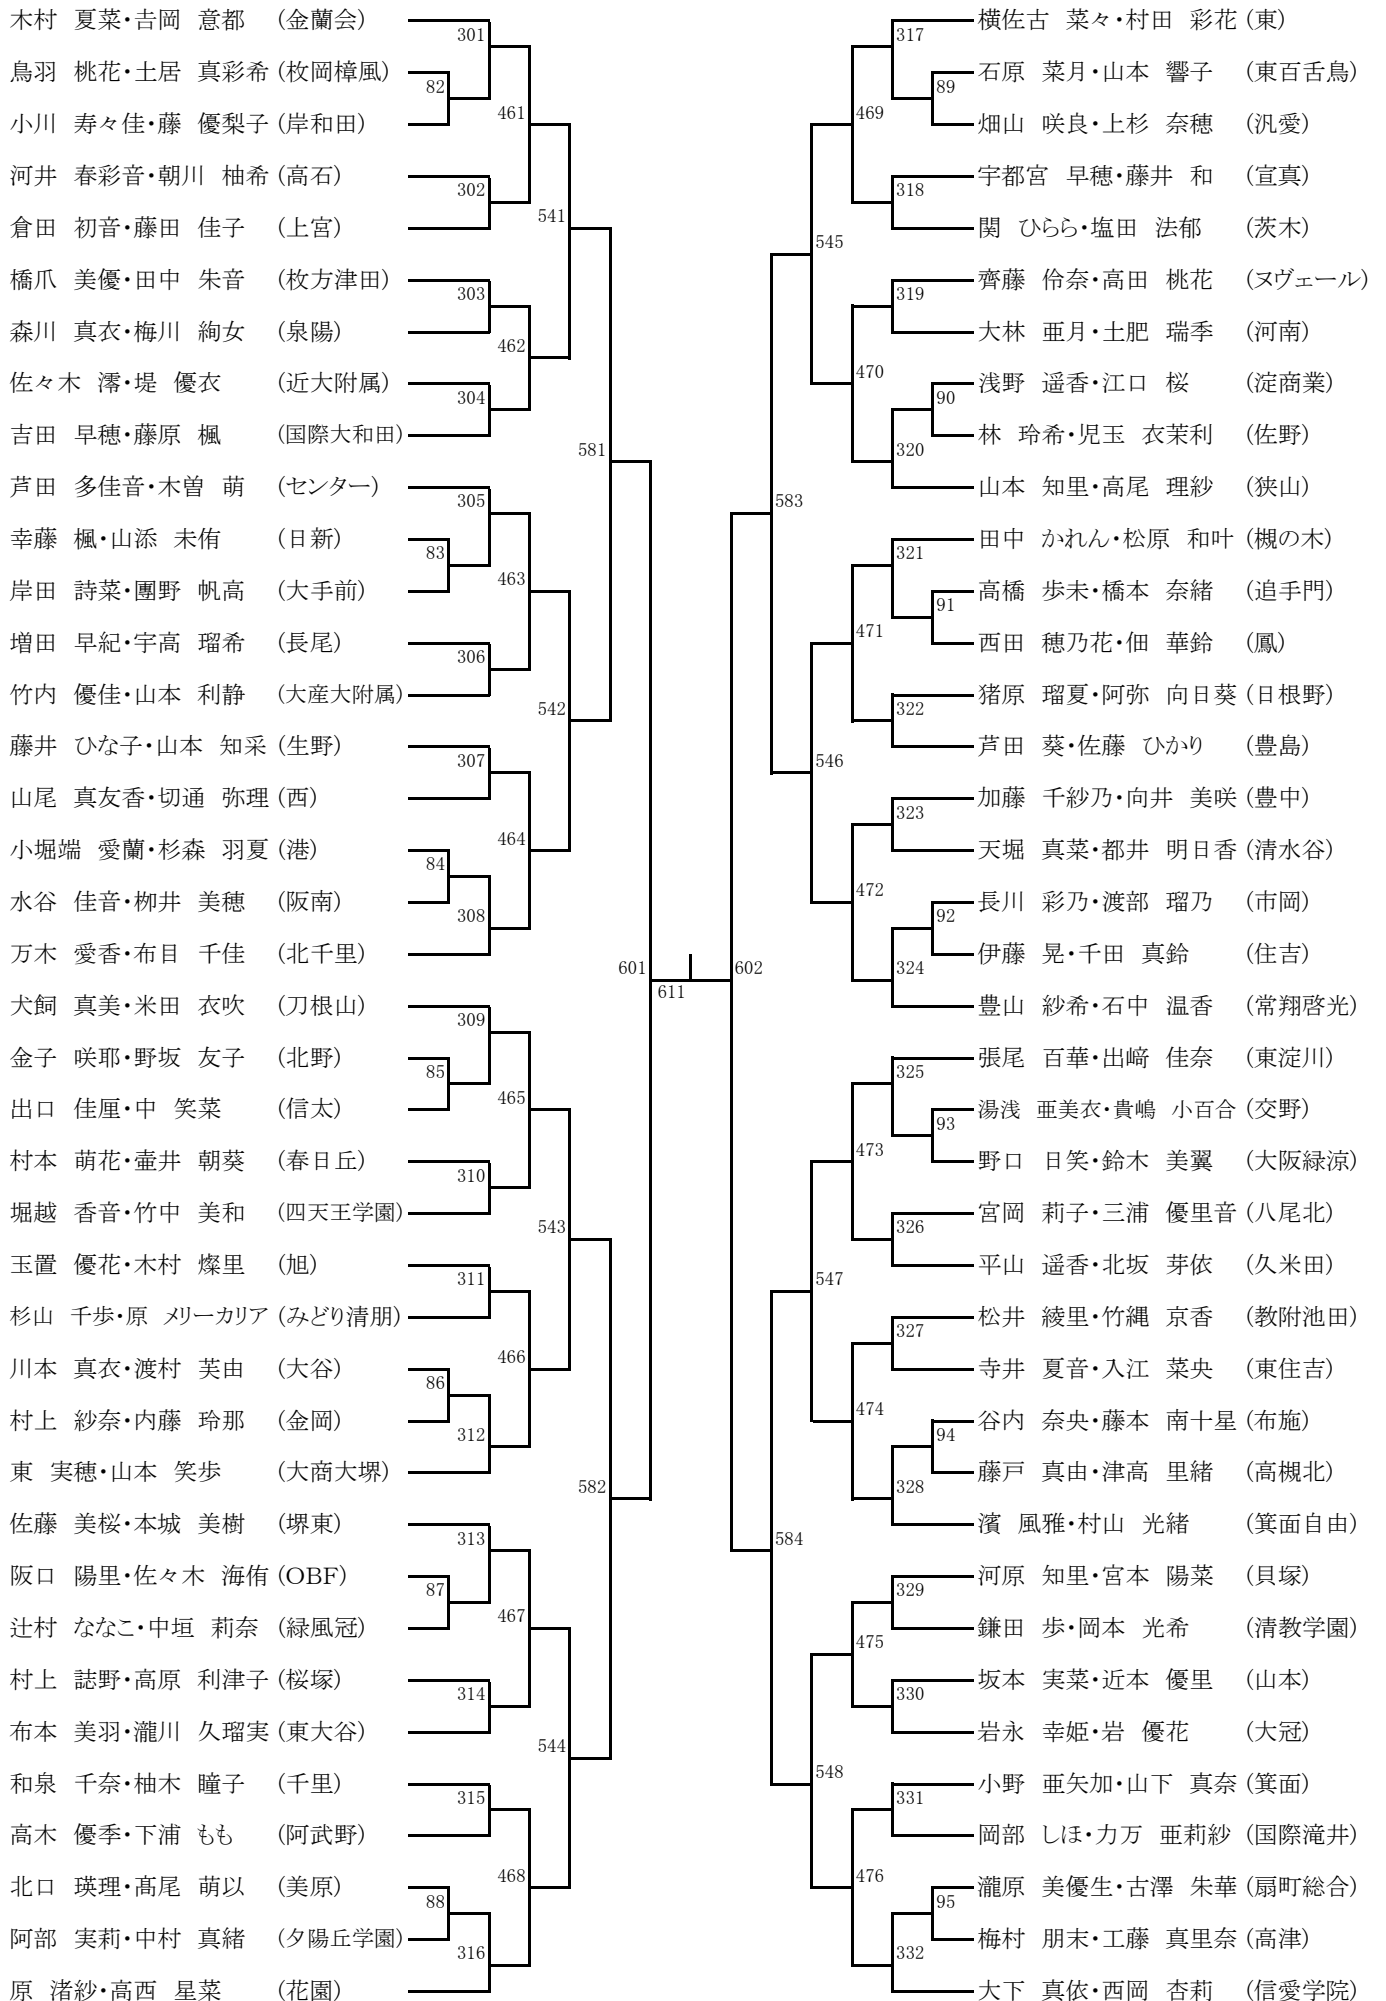 木村 夏菜・吉岡 意都 (金蘭会)
301
鳥羽 桃花・土居 真彩希 (枚岡樟風)
82
461
小川 寿々佳・藤 優梨子 (岸和田)
河井 春彩音・朝川 柚希 (高石)
302
541
倉田 初音・藤田 佳子 (上宮)
橋爪 美優・田中 朱音 (枚方津田)
303
森川 真衣・梅川 絢女 (泉陽)
462
佐々木 澪・堤 優衣 (近大附属)
304
吉田 早穂・藤原 楓 (国際大和田)
581
芦田 多佳音・木曽 萌 (センター)
305
幸藤 楓・山添 未侑 (日新)
83
463
岸田 詩菜・團野 帆高 (大手前)
増田 早紀・宇高 瑠希 (長尾)
306
竹内 優佳・山本 利静 (大産大附属)
542
藤井 ひな子・山本 知采 (生野)
307
山尾 真友香・切通 弥理 (西)
464
小堀端 愛蘭・杉森 羽夏 (港)
84
水谷 佳音・栁井 美穂 (阪南)
308
万木 愛香・布目 千佳 (北千里)
601
611
犬飼 真美・米田 衣吹 (刀根山)
309
金子 咲耶・野坂 友子 (北野)
85
465
出口 佳厘・中 笑菜 (信太)
村本 萌花・壷井 朝葵 (春日丘)
310
堀越 香音・竹中 美和 (四天王学園)
543
玉置 優花・木村 燦里 (旭)
311
杉山 千歩・原 メリーカリア (みどり清朋)
466
川本 真衣・渡村 芙由 (大谷)
86
村上 紗奈・内藤 玲那 (金岡)
312
東 実穂・山本 笑歩 (大商大堺)
582
佐藤 美桜・本城 美樹 (堺東)
313
阪口 陽里・佐々木 海侑 (OBF)
87
467
辻村 ななこ・中垣 莉奈 (緑風冠)
村上 誌野・高原 利津子 (桜塚)
314
布本 美羽・瀧川 久瑠実 (東大谷)
544
和泉 千奈・柚木 瞳子 (千里)
315
高木 優季・下浦 もも (阿武野)
468
北口 瑛理・髙尾 萌以 (美原)
88
阿部 実莉・中村 真緒 (夕陽丘学園)
316
原 渚紗・高西 星菜 (花園)
横佐古 菜々・村田 彩花 (東)
317
石原 菜月・山本 響子 (東百舌鳥)
89
469
畑山 咲良・上杉 奈穂 (汎愛)
宇都宮 早穂・藤井 和 (宣真)
318
関 ひらら・塩田 法郁 (茨木)
545
齊藤 伶奈・高田 桃花 (ヌヴェール)
319
大林 亜月・土肥 瑞季 (河南)
470
浅野 遥香・江口 桜 (淀商業)
90
林 玲希・児玉 衣茉利 (佐野)
320
山本 知里・高尾 理紗 (狭山)
583
田中 かれん・松原 和叶 (槻の木)
321
高橋 歩未・橋本 奈緒 (追手門)
91
471
西田 穂乃花・佃 華鈴 (鳳)
猪原 瑠夏・阿弥 向日葵 (日根野)
322
芦田 葵・佐藤 ひかり (豊島)
546
加藤 千紗乃・向井 美咲 (豊中)
323
天堀 真菜・都井 明日香 (清水谷)
472
長川 彩乃・渡部 瑠乃 (市岡)
92
伊藤 晃・千田 真鈴 (住吉)
324
602
豊山 紗希・石中 温香 (常翔啓光)
張尾 百華・出﨑 佳奈 (東淀川)
325
湯浅 亜美衣・貴嶋 小百合 (交野)
93
473
野口 日笑・鈴木 美翼 (大阪緑涼)
宮岡 莉子・三浦 優里音 (八尾北)
326
平山 遥香・北坂 芽依 (久米田)
547
松井 綾里・竹縄 京香 (教附池田)
327
寺井 夏音・入江 菜央 (東住吉)
474
谷内 奈央・藤本 南十星 (布施)
94
藤戸 真由・津高 里緒 (高槻北)
328
濱 風雅・村山 光緒 (箕面自由)
584
河原 知里・宮本 陽菜 (貝塚)
329
鎌田 歩・岡本 光希 (清教学園)
475
坂本 実菜・近本 優里 (山本)
330
岩永 幸姫・岩 優花 (大冠)
548
小野 亜矢加・山下 真奈 (箕面)
331
岡部 しほ・力万 亜莉紗 (国際滝井)
476
瀧原 美優生・古澤 朱華 (扇町総合)
95
梅村 朋末・工藤 真里奈 (高津)
332
大下 真依・西岡 杏莉 (信愛学院)